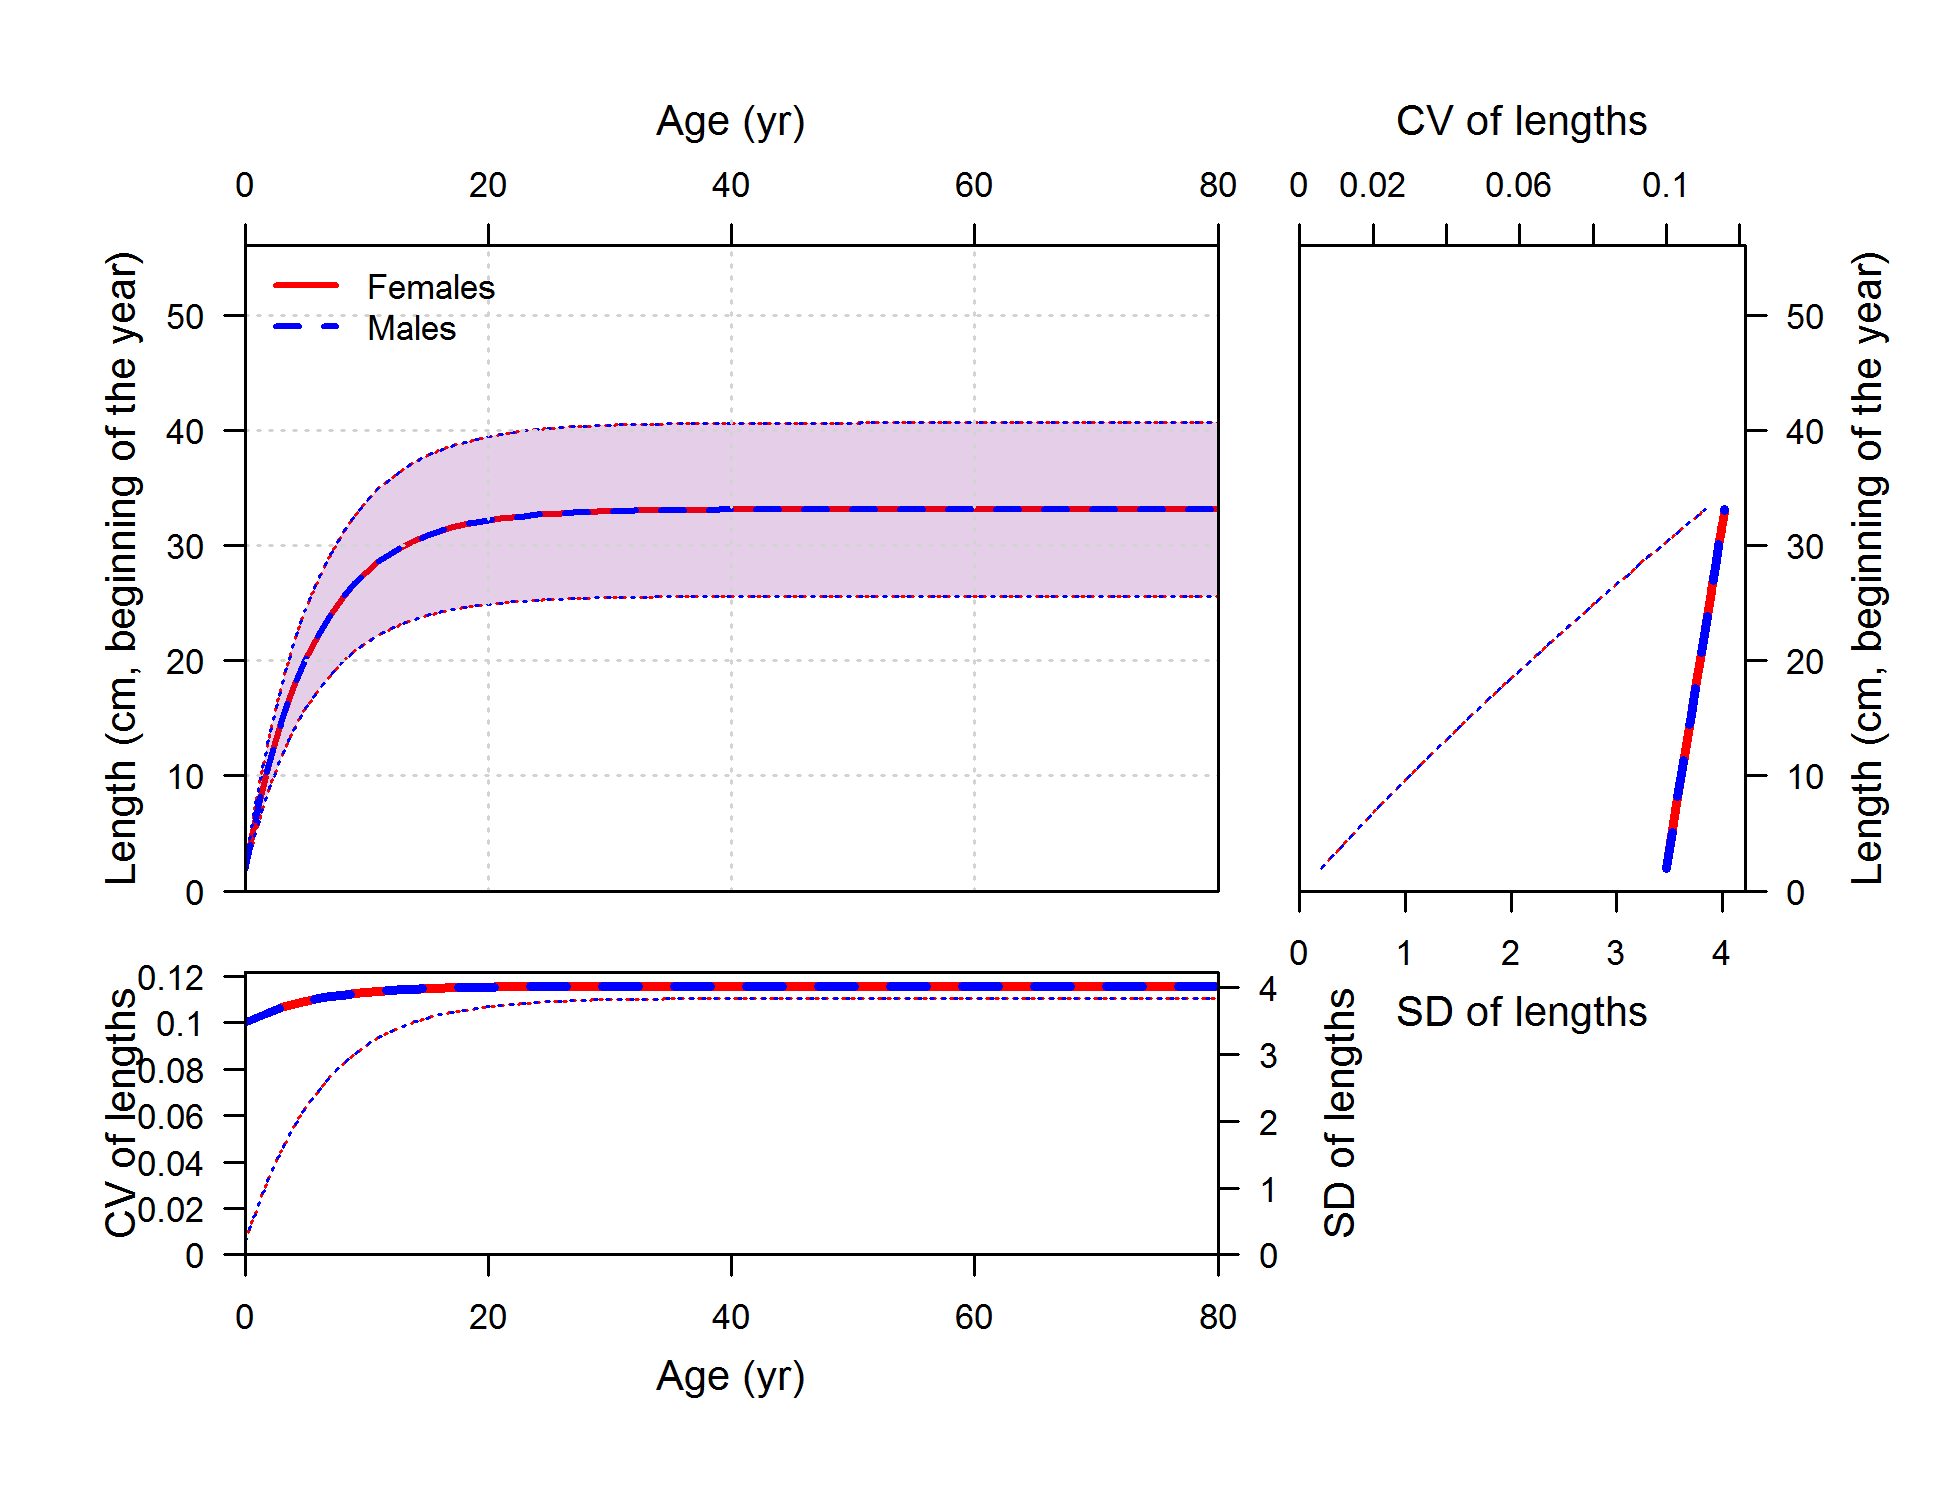 Age (yr)
CV of lengths
0 20 40 60 80
0 0.02 0.06 0.1
Length (cm, beginning of the year)
50
40
30
20
10
0
Females
Males
50
40
30
20
10
0
Length (cm, beginning of the year)
0 1 2 3 4
SD of lengths
CV of lengths
0.12
0.1
0.08
0.06
0.04
0.02
0
4
3
2
1
0
SD of lengths
0 20 40 60 80
Age (yr)